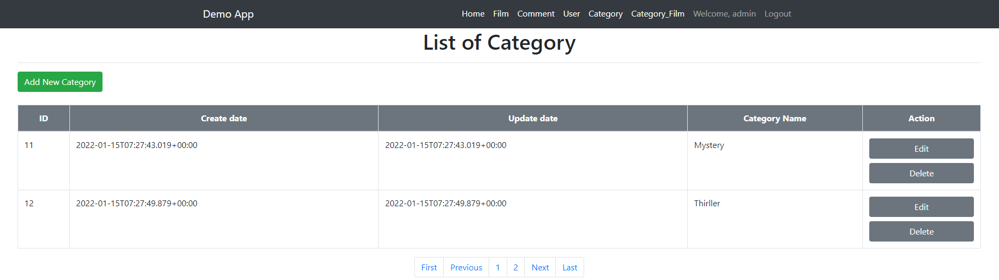 Demo App Home Film Comment User Category Category_Film Welcome, admin Logout
List of Category
Add New Category
ID Create date Update date Category Name Action
11 2022-01-15T07:27:43.019+00:00 2022-01-15T07:27:43.019+00:00 Mystery Edit
Delete
12 2022-01-15T07:27:49.879+00:00 2022-01-15T07:27:49.879+00:00 Thirller Edit
Delete
First Previous 1 2 Next Last